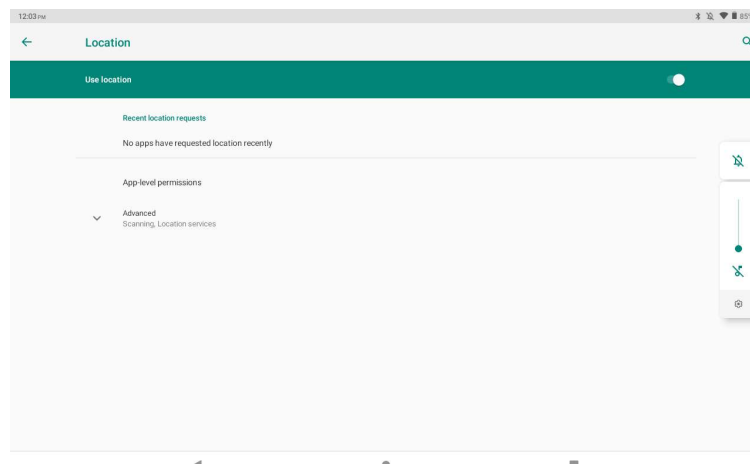 12:03 PM
85%
Location
Use location
Recent location requests
No apps have requested location recently
App-level permissions
Advanced
Scanning, Location services